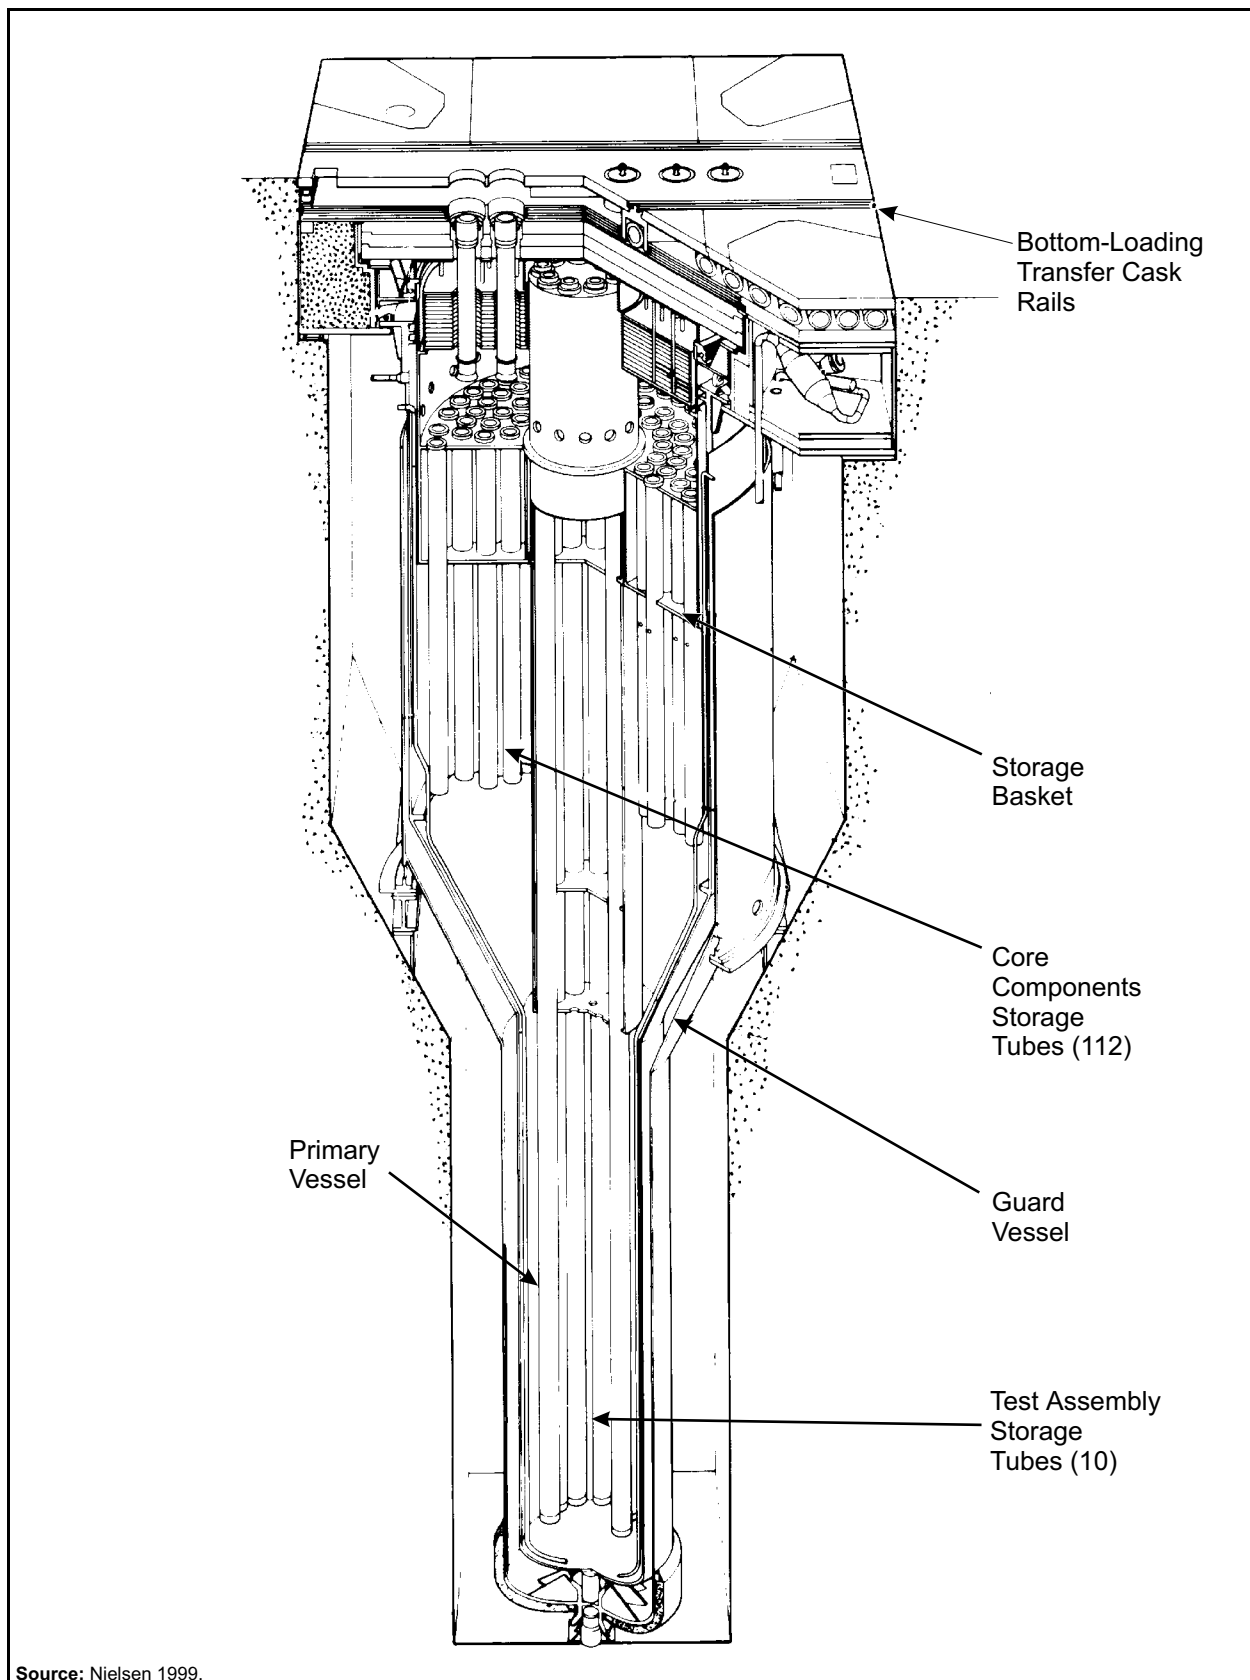 Bottom-Loading
Transfer Cask
Rails
Storage
Basket
Core
Components
Storage
Tubes (112)
Primary
Vessel
Guard
Vessel
Test Assembly
Storage
Tubes (10)
Source: Nielsen 1999.